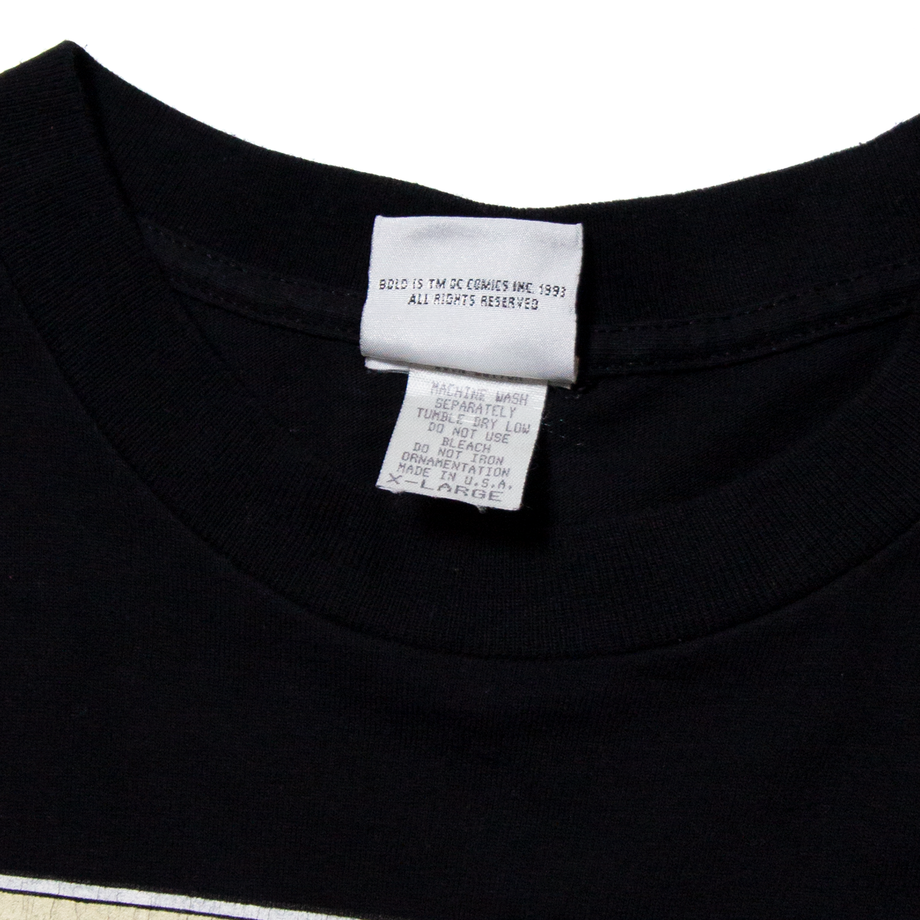 BOLD IS TM DC COMICS INC. 1993
ALL RIGHTS RESERVED
MACHINE WASH
SEPARATELY
TUMBLE DRY LOW
DO NOT USE
BLEACH
DO NOT IRON
ORNAMENTATION
MADE IN U.S.A.
X-LARGE